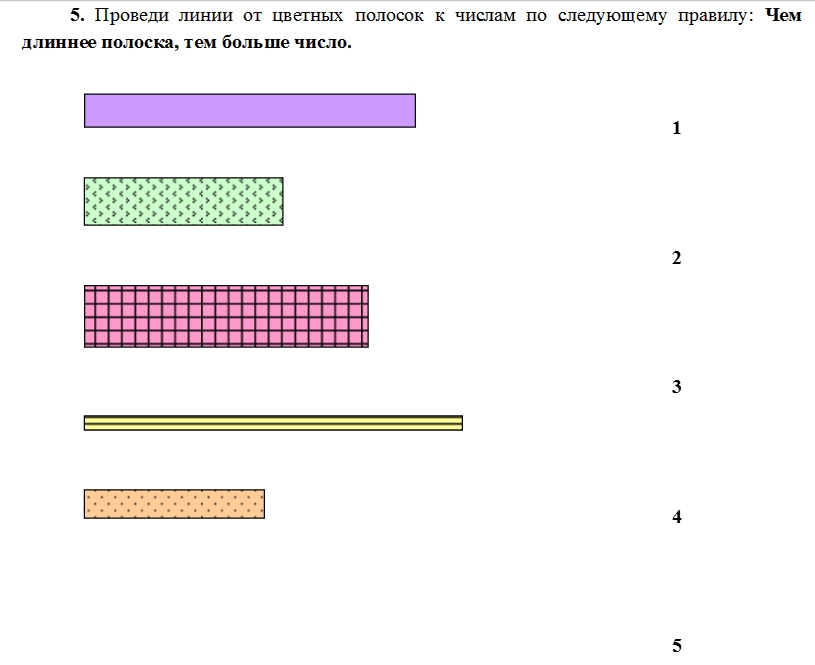 5. Проведи линии от цветных полосок к числам по следующему правилу: Чем
длиннее полоска, тем больше число.
1
2
3
4
5